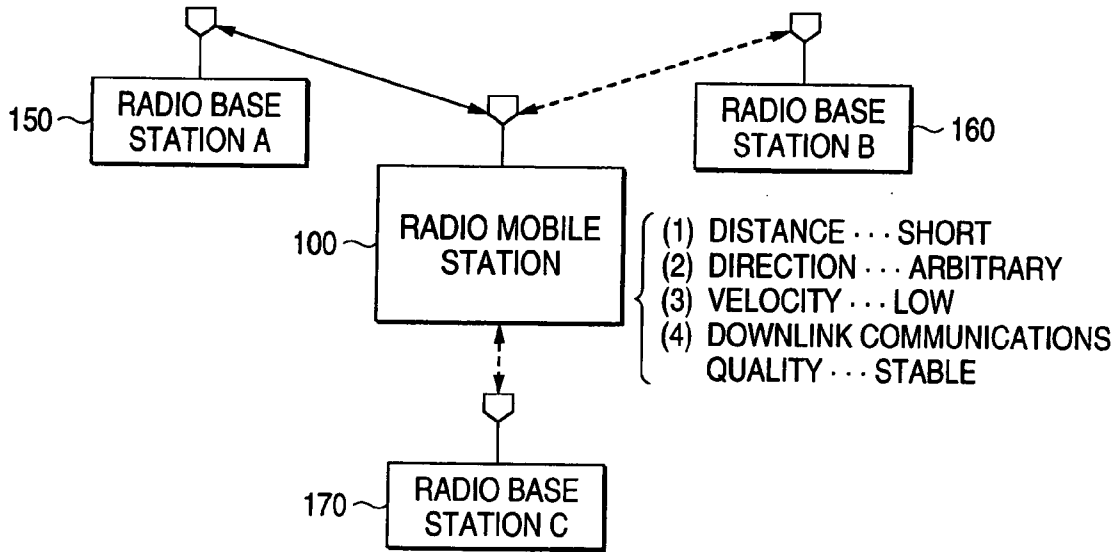 150
RADIO BASE
STATION A
RADIO BASE
STATION B
160
100
RADIO MOBILE
STATION
(1) DISTANCE ··· SHORT
(2) DIRECTION ··· ARBITRARY
(3) VELOCITY ··· LOW
(4) DOWNLINK COMMUNICATIONS
QUALITY ··· STABLE
170
RADIO BASE
STATION C